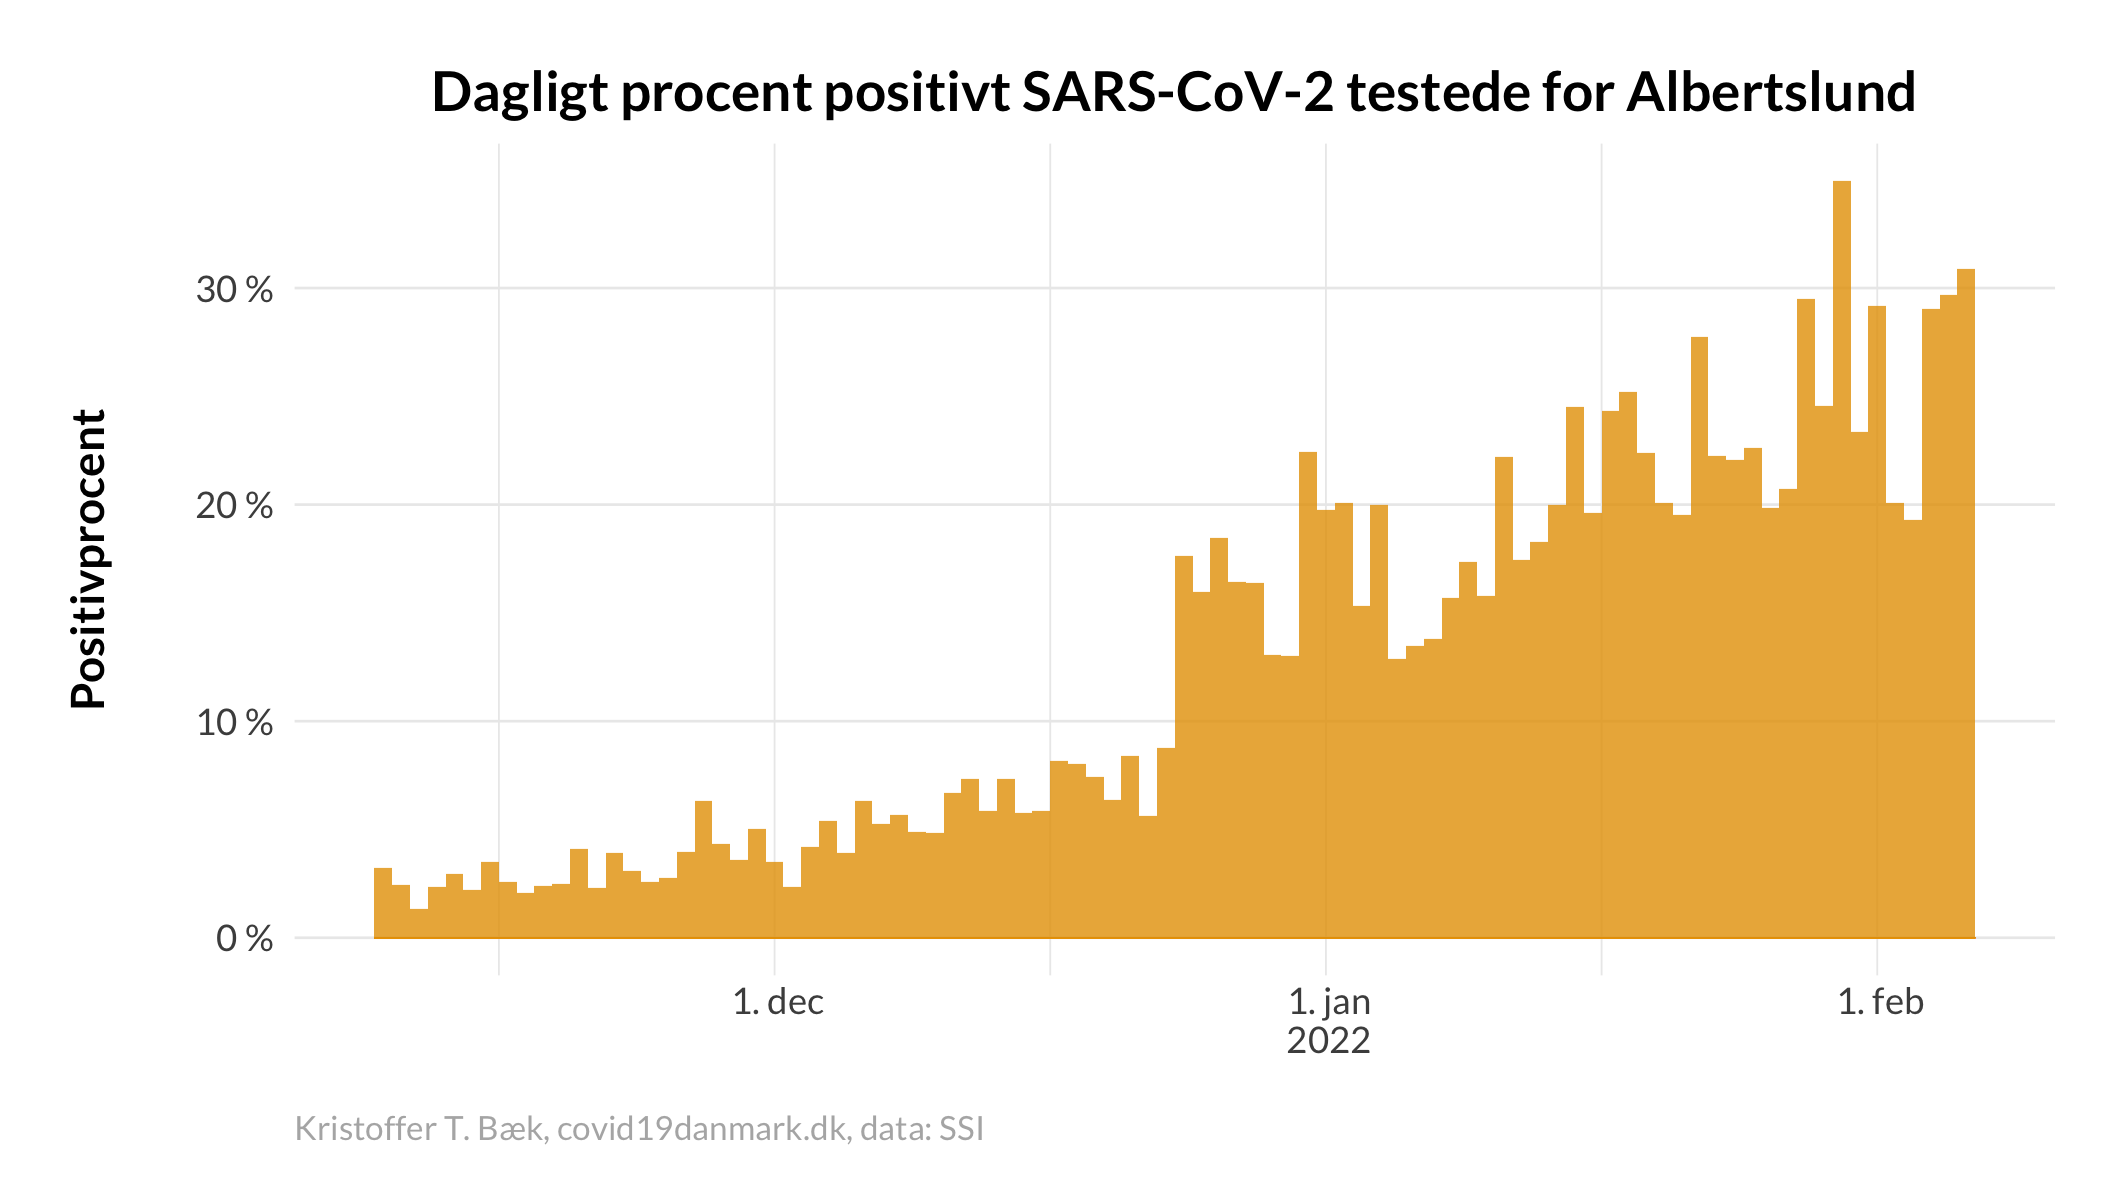 Dagligt procent positivt SARS-CoV-2 testede for Albertslund
Positivprocent
30 %
20 %
10 %
0 %
1. dec
1. jan
2022
1. feb
Kristoffer T. Bæk, covid19danmark.dk, data: SSI